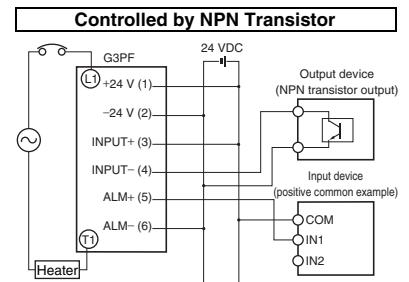 Controlled by NPN Transistor
24 VDC
G3PF
L1
+24 V (1)
−24 V (2)
INPUT+ (3)
INPUT− (4)
ALM+ (5)
ALM− (6)
T1
Heater
Output device
(NPN transistor output)
Input device
(positive common example)
COM
IN1
IN2